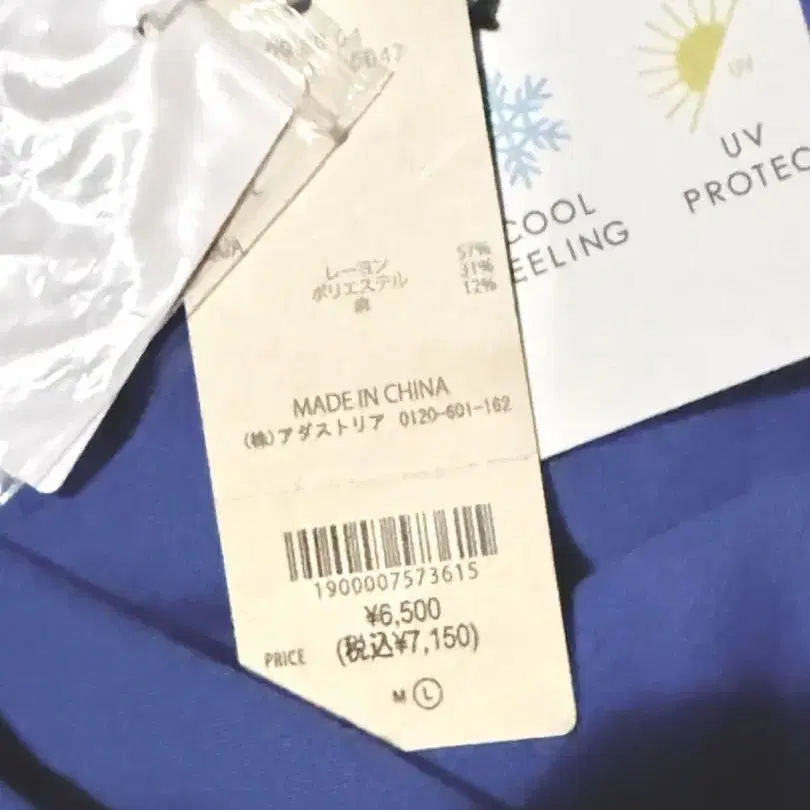 レーヨン 57%
ポリエステル 31%
12%
MADE IN CHINA
(株)アダストリア 0120-601-162
1900007573615
¥6,500
PRICE (税込¥7,150)
M L
COOL
EELING
UV
UV
PROTEC